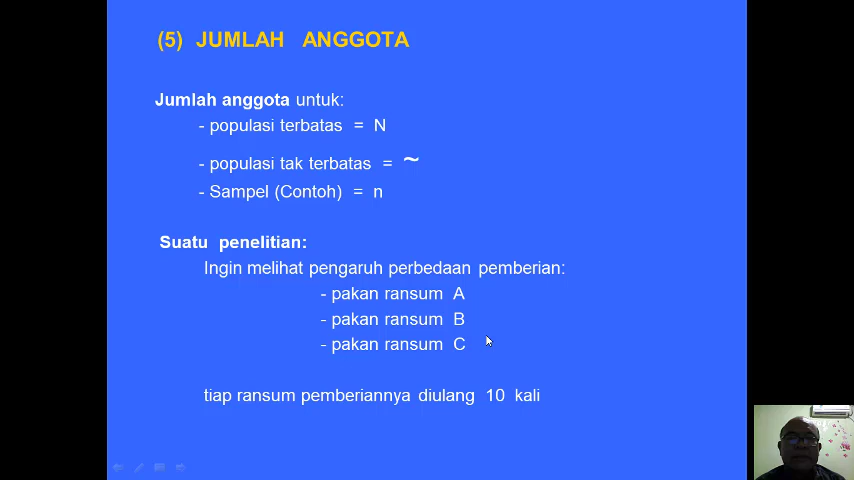 (5) JUMLAH ANGGOTA
Jumlah anggota untuk:
- populasi terbatas = N
- populasi tak terbatas = ~
- Sampel (Contoh) = n
Suatu penelitian:
Ingin melihat pengaruh perbedaan pemberian:
- pakan ransum A
- pakan ransum B
- pakan ransum C
tiap ransum pemberiannya diulang 10 kali